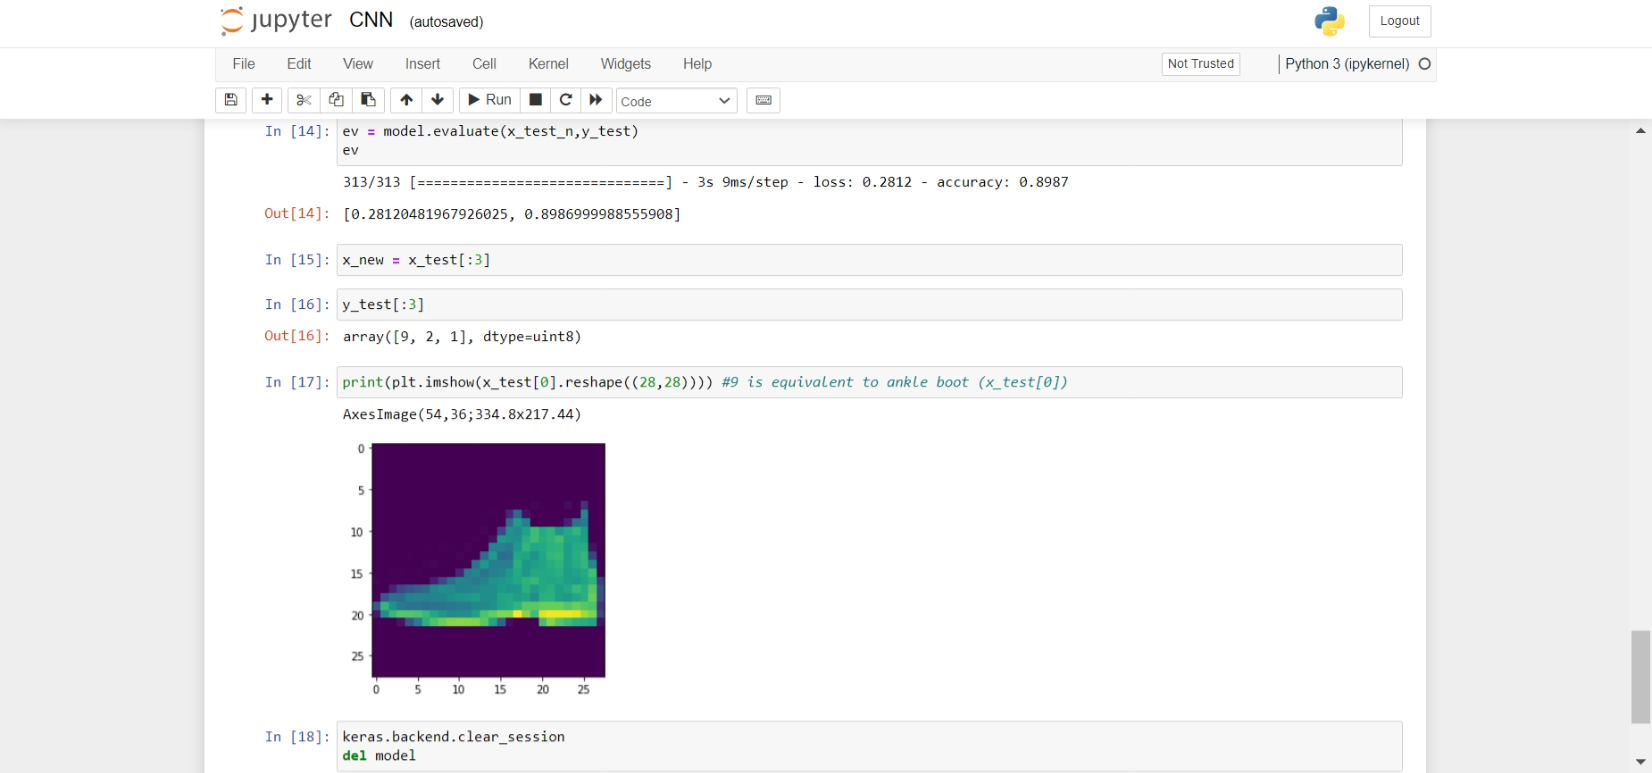 jupyter CNN (autosaved) Logout
File Edit View Insert Cell Kernel Widgets Help Not Trusted Python 3 (ipykernel)
Run Code
In [14]: ev = model.evaluate(x_test_n,y_test)
ev
313/313 [==============================] - 3s 9ms/step - loss: 0.2812 - accuracy: 0.8987
Out[14]: [0.28120481967926025, 0.8986999988555908]
In [15]: x_new = x_test[:3]
In [16]: y_test[:3]
Out[16]: array([9, 2, 1], dtype=uint8)
In [17]: print(plt.imshow(x_test[0].reshape((28,28)))) #9 is equivalent to ankle boot (x_test[0])
AxesImage(54,36;334.8x217.44)
0
5
10
15
20
25
0 5 10 15 20 25
In [18]: keras.backend.clear_session
del model